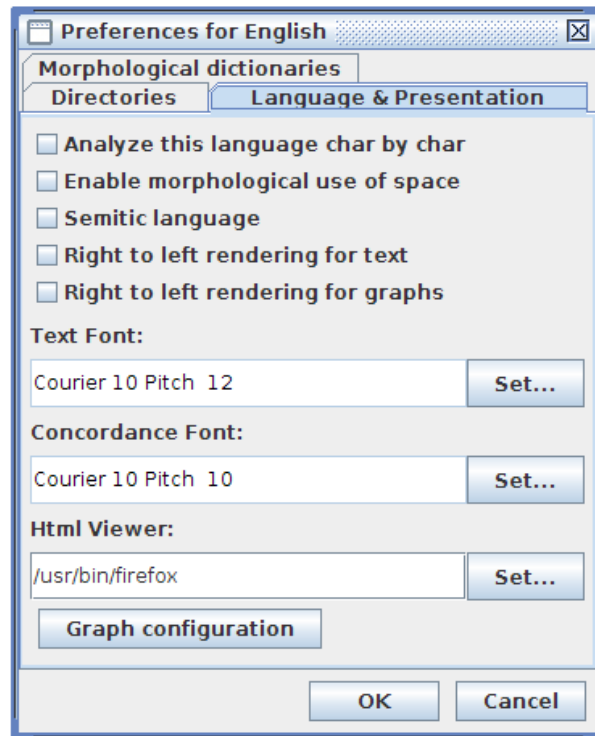 Preferences for English
Morphological dictionaries
Directories Language & Presentation
Analyze this language char by char
Enable morphological use of space
Semitic language
Right to left rendering for text
Right to left rendering for graphs
Text Font:
Courier 10 Pitch  12 Set...
Concordance Font:
Courier 10 Pitch  10 Set...
Html Viewer:
/usr/bin/firefox Set...
Graph configuration
OK Cancel